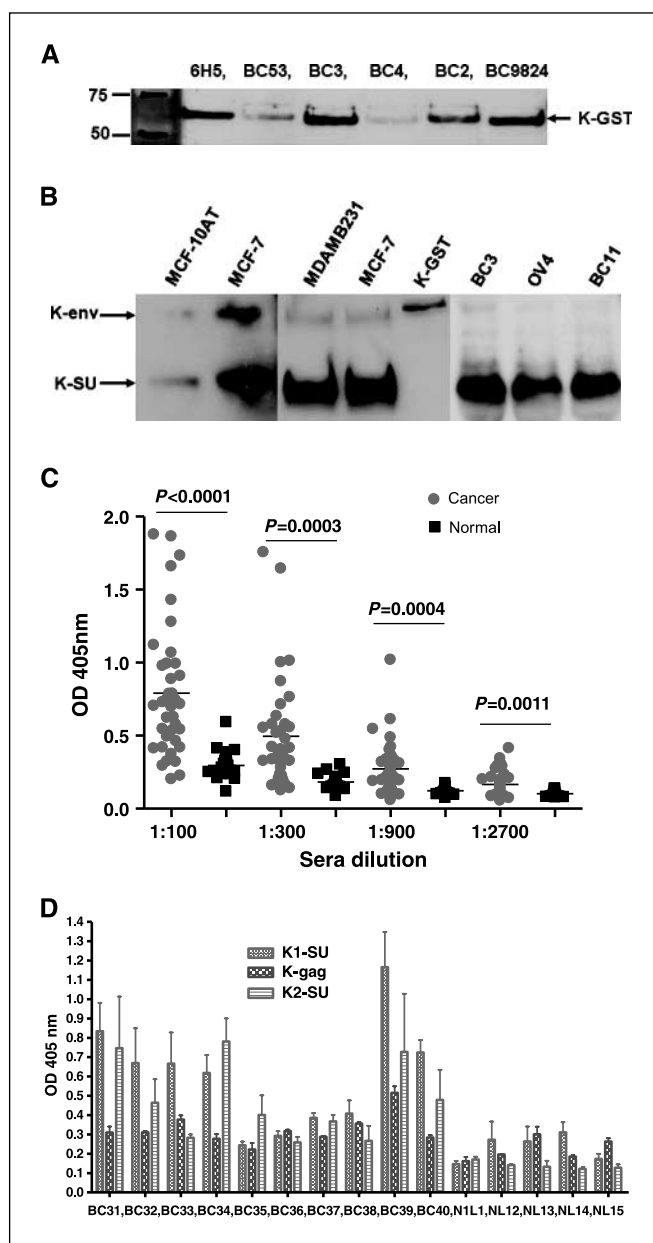 A
6H5, BC53, BC3, BC4, BC2, BC9824
75
50
K-GST
B
MCF-10AT MCF-7 MDAMB231 MCF-7 K-GST BC3 OV4 BC11
K-env
K-SU
C
P<0.0001
P=0.0003
P=0.0004
P=0.0011
Cancer
Normal
2.0
1.5
1.0
0.5
0.0
OD 405nm
1:100 1:300 1:900 1:2700
Sera dilution
D
1.4
1.3
1.2
1.1
1.0
0.9
0.8
0.7
0.6
0.5
0.4
0.3
0.2
0.1
0.0
OD 405 nm
K1-SU
K-gag
K2-SU
BC31,BC32,BC33,BC34,BC35,BC36,BC37,BC38,BC39,BC40,N1L1,NL12,NL13,NL14,NL15